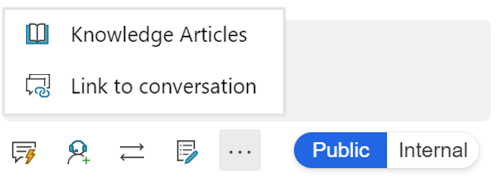 Knowledge Articles
Link to conversation
Public Internal